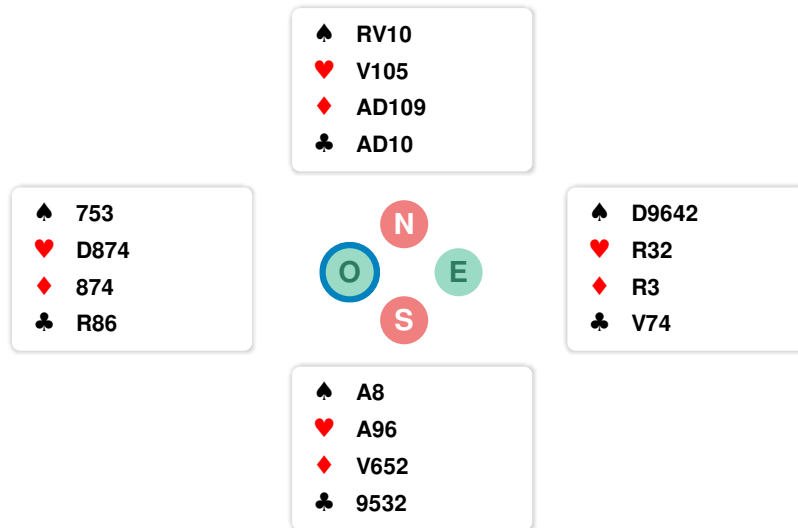 ♠ RV10
♥ V105
♦ AD109
♣ AD10
♠ 753
♥ D874
♦ 874
♣ R86
N
O E
S
♠ D9642
♥ R32
♦ R3
♣ V74
♠ A8
♥ A96
♦ V652
♣ 9532